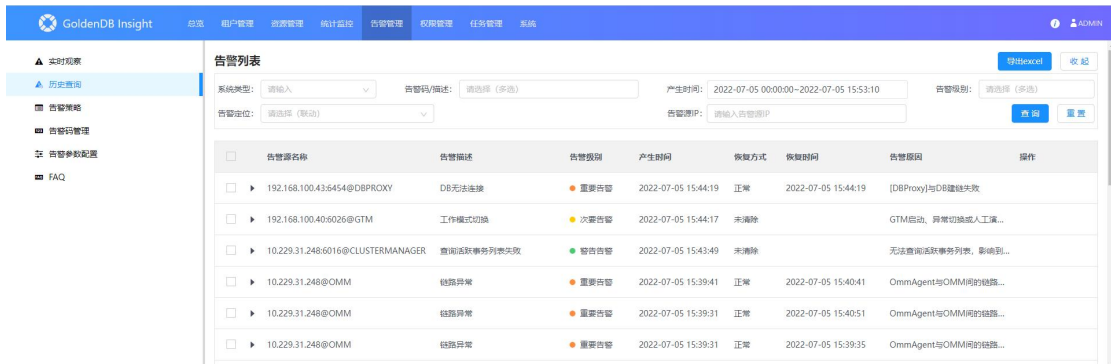 GoldenDB Insight 总览 租户管理 资源管理 统计监控 告警管理 权限管理 任务管理 系统 ADMIN
实时观察
历史查询
告警策略
告警码管理
告警参数配置
FAQ
告警列表 导出excel 收起
系统类型: 请输入 告警码/描述: 请选择 (多选) 产生时间: 2022-07-05 00:00:00~2022-07-05 15:53:10 告警级别: 请选择 (多选)
告警定位: 请选择 (联动) 告警源IP: 请输入告警源IP 查询 重置
告警源名称 告警描述 告警级别 产生时间 恢复方式 恢复时间 告警原因 操作
192.168.100.43:6454@DBPROXY DB无法连接 重要告警 2022-07-05 15:44:19 正常 2022-07-05 15:44:19 [DBProxy]与DB建链失败
192.168.100.40:6026@GTM 工作模式切换 次要告警 2022-07-05 15:44:17 未清除 GTM启动、异常切换或人工演...
10.229.31.248:6016@CLUSTERMANAGER 查询活跃事务列表失败 警告告警 2022-07-05 15:43:49 未清除 无法查询活跃事务列表, 影响到...
10.229.31.248@OMM 链路异常 重要告警 2022-07-05 15:39:41 正常 2022-07-05 15:40:41 OmmAgent与OMM间的链路...
10.229.31.248@OMM 链路异常 重要告警 2022-07-05 15:39:31 正常 2022-07-05 15:40:51 OmmAgent与OMM间的链路...
10.229.31.248@OMM 链路异常 重要告警 2022-07-05 15:39:31 正常 2022-07-05 15:39:35 OmmAgent与OMM间的链路...